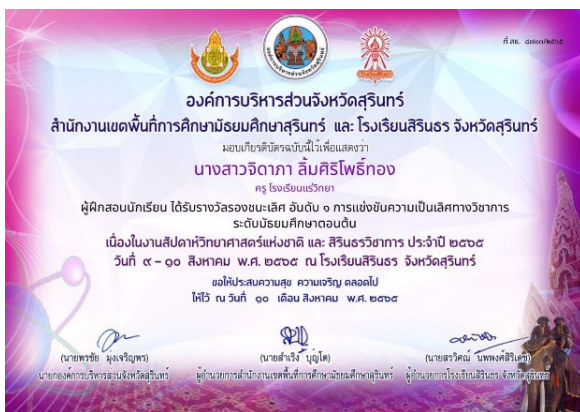 ที่ สธ. ๘๗๓๓/๒๕๖๕
องค์การบริหารส่วนจังหวัดสุรินทร์
สำนักงานเขตพื้นที่การศึกษามัธยมศึกษาสุรินทร์ และ โรงเรียนสิรินธร จังหวัดสุรินทร์
มอบเกียรติบัตรฉบับนี้ไว้เพื่อแสดงว่า
นางสาวจิดาภา ลิ้มศิริโพธิ์ทอง
ครู โรงเรียนแร่วิทยา
ผู้ฝึกสอนนักเรียน ได้รับรางวัลรองชนะเลิศ อันดับ ๑ การแข่งขันความเป็นเลิศทางวิชาการ
ระดับมัธยมศึกษาตอนต้น
เนื่องในงานสัปดาห์วิทยาศาสตร์แห่งชาติ และ สิรินธรวิชาการ ประจำปี ๒๕๖๕
วันที่ ๙ - ๑๐ สิงหาคม พ.ศ. ๒๕๖๕ ณ โรงเรียนสิรินธร จังหวัดสุรินทร์
ขอให้ประสบความสุข ความเจริญ ตลอดไป
ให้ไว้ ณ วันที่ ๑๐ เดือน สิงหาคม พ.ศ. ๒๕๖๕
(นายพรชัย มุ่งเจริญพร) (นายสำเริง บุญโต) (นายสรวิศณ์ นพพงศ์สิริเดช)
นายกองค์การบริหารส่วนจังหวัดสุรินทร์ ผู้อำนวยการสำนักงานเขตพื้นที่การศึกษามัธยมศึกษาสุรินทร์ ผู้อำนวยการโรงเรียนสิรินธร จังหวัดสุรินทร์